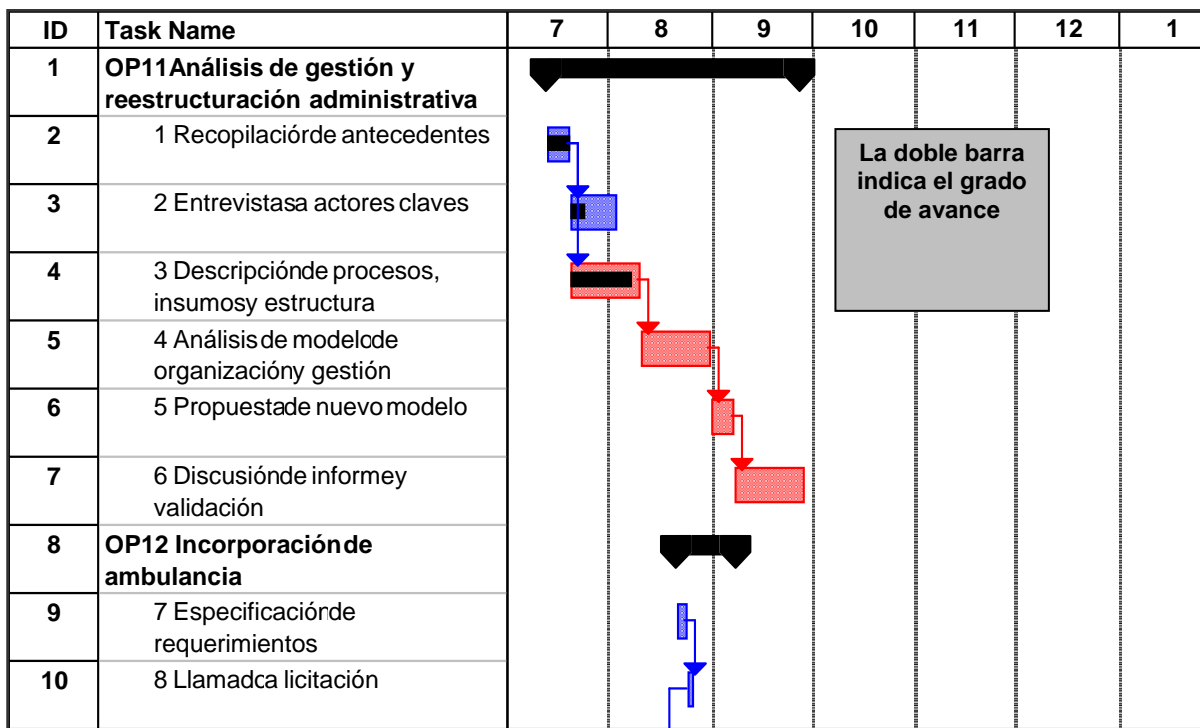 ID Task Name 7 8 9 10 11 12 1
1 OP11Análisis de gestión y
reestructuración administrativa
2 1 Recopilaciórde antecedentes
3 2 Entrevistasa actores claves
4 3 Descripciónde procesos,
insumosy estructura
5 4 Análisis de modelode
organizacióny gestión
6 5 Propuestade nuevo modelo
7 6 Discusiónde informey
validación
8 OP12 Incorporaciónde
ambulancia
9 7 Especificaciórde
requerimientos
10 8 Llamadoa licitación
La doble barra
indica el grado
de avance